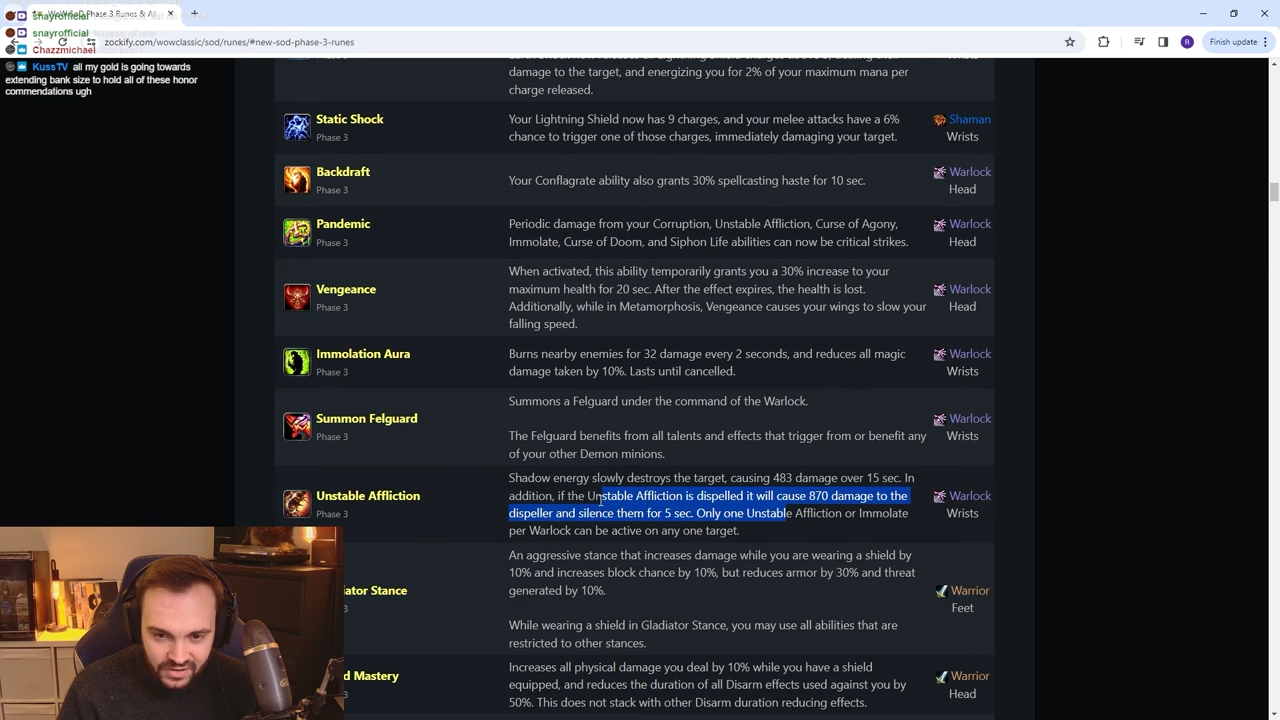 snayrofficial
snayrofficial
Chazzmichael
KussTV all my gold is going towards
extending bank size to hold all of these honor
commendations ugh
WoW SoD Phase 3 Runes & Al
zockify.com/wowclassic/sod/runes/#new-sod-phase-3-runes
R
Finish update
damage to the target, and energizing you for 2% of your maximum mana per
charge released.
Static Shock
Phase 3
Your Lightning Shield now has 9 charges, and your melee attacks have a 6%
chance to trigger one of those charges, immediately damaging your target.
Shaman
Wrists
Backdraft
Phase 3
Your Conflagrate ability also grants 30% spellcasting haste for 10 sec.
Warlock
Head
Pandemic
Phase 3
Periodic damage from your Corruption, Unstable Affliction, Curse of Agony,
Immolate, Curse of Doom, and Siphon Life abilities can now be critical strikes.
Warlock
Head
Vengeance
Phase 3
When activated, this ability temporarily grants you a 30% increase to your
maximum health for 20 sec. After the effect expires, the health is lost.
Additionally, while in Metamorphosis, Vengeance causes your wings to slow your
falling speed.
Warlock
Head
Immolation Aura
Phase 3
Burns nearby enemies for 32 damage every 2 seconds, and reduces all magic
damage taken by 10%. Lasts until cancelled.
Warlock
Wrists
Summon Felguard
Phase 3
Summons a Felguard under the command of the Warlock.
The Felguard benefits from all talents and effects that trigger from or benefit any
of your other Demon minions.
Warlock
Wrists
Unstable Affliction
Phase 3
Shadow energy slowly destroys the target, causing 483 damage over 15 sec. In
addition, if the Unstable Affliction is dispelled it will cause 870 damage to the
dispeller and silence them for 5 sec. Only one Unstable Affliction or Immolate
per Warlock can be active on any one target.
Warlock
Wrists
iator Stance
3
An aggressive stance that increases damage while you are wearing a shield by
10% and increases block chance by 10%, but reduces armor by 30% and threat
generated by 10%.
While wearing a shield in Gladiator Stance, you may use all abilities that are
restricted to other stances.
Warrior
Feet
d Mastery
3
Increases all physical damage you deal by 10% while you have a shield
equipped, and reduces the duration of all Disarm effects used against you by
50%. This does not stack with other Disarm duration reducing effects.
Warrior
Head